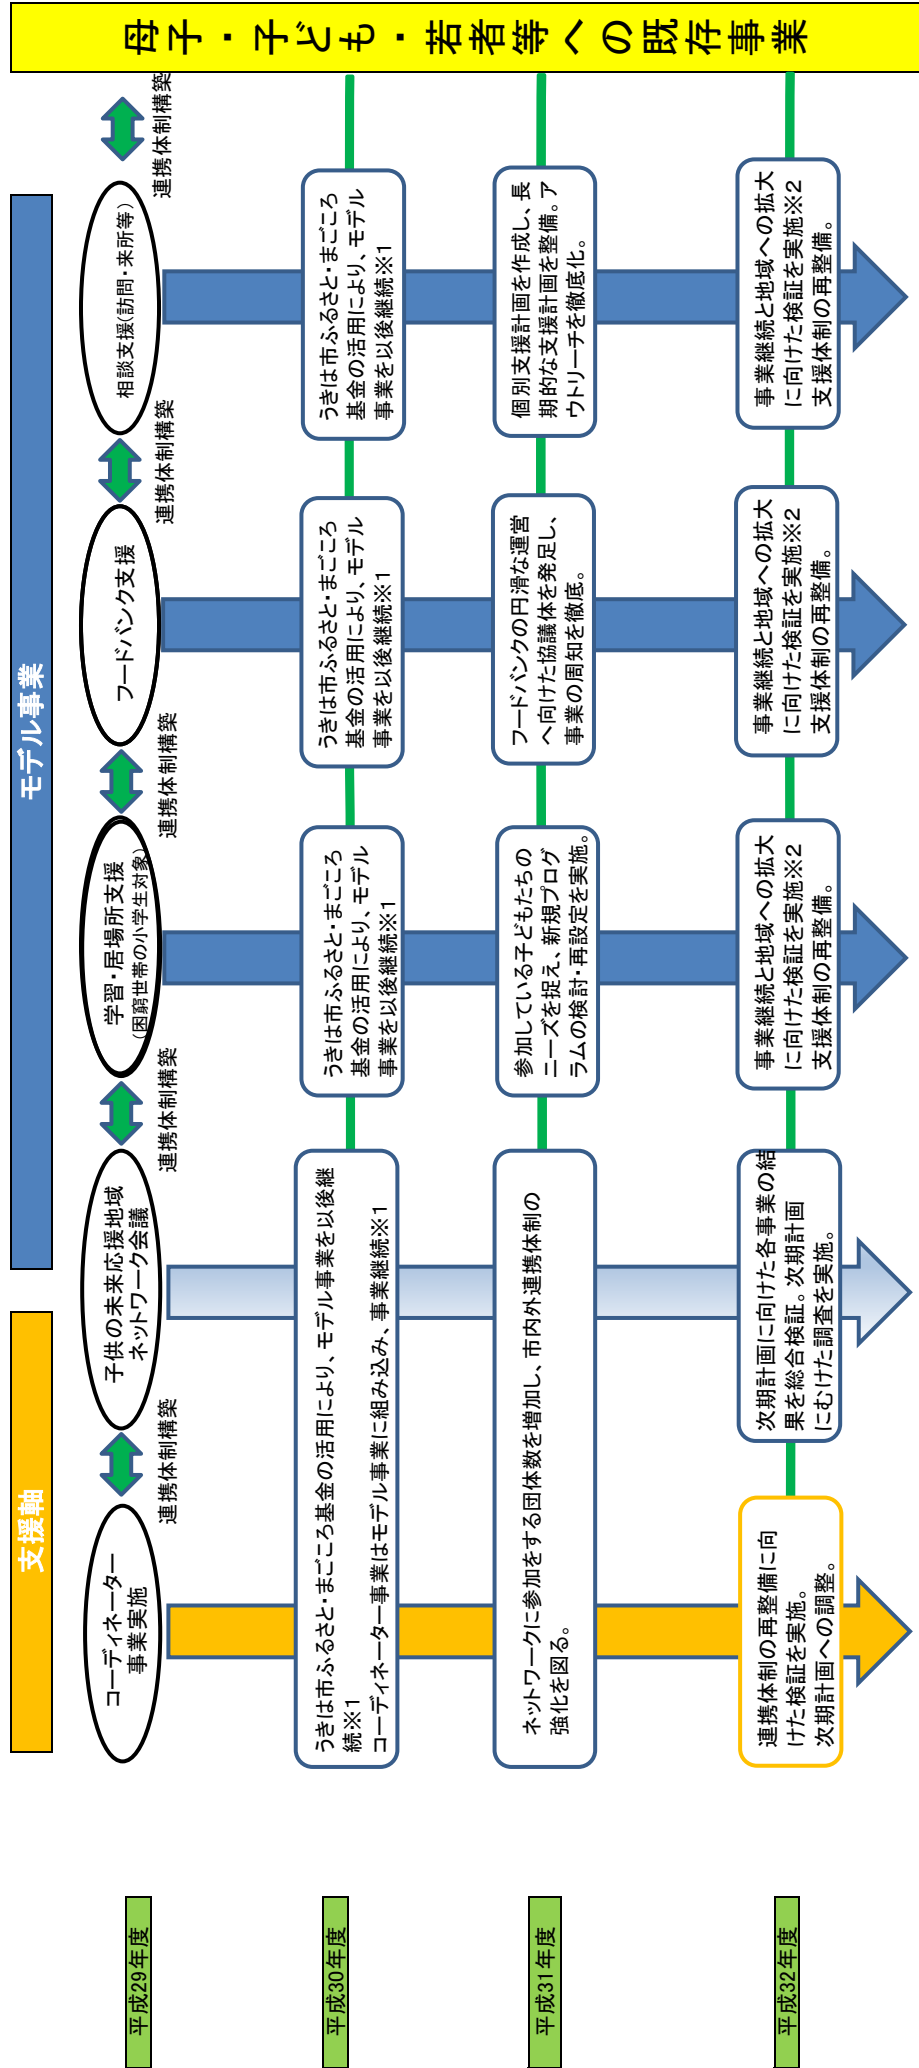 支援軸
モデル事業
母子・子ども・若者等への既存事業
平成29年度
コーディネーター
事業実施
連携体制構築
子供の未来応援地域
ネットワーク会議
連携体制構築
学習・居場所支援
(困窮世帯の小学生対象)
連携体制構築
フードバンク支援
連携体制構築
相談支援(訪問・来所等)
連携体制構築
平成30年度
うきは市ふるさと・まごころ基金の活用により、モデル事業を以後継
続※1
コーディネーター事業はモデル事業に組み込み、事業継続※1
うきは市ふるさと・まごころ
基金の活用により、モデル
事業を以後継続※1
うきは市ふるさと・まごころ
基金の活用により、モデル
事業を以後継続※1
うきは市ふるさと・まごころ
基金の活用により、モデル
事業を以後継続※1
平成31年度
ネットワークに参加をする団体数を増加し、市内外連携体制の
強化を図る。
参加している子どもたちの
ニーズを捉え、新規プログ
ラムの検討・再設定を実施。
フードバンクの円滑な運営
へ向けた協議体を発足し、
事業の周知を徹底。
個別支援計画を作成し、長
期的な支援計画を整備。ア
ウトリーチを徹底化。
平成32年度
連携体制の再整備に向
けた検証を実施。
次期計画への調整。
次期計画に向けた各事業の結
果を総合検証。次期計画
にむけた調査を実施。
事業継続と地域への拡大
に向けた検証を実施※2
支援体制の再整備。
事業継続と地域への拡大
に向けた検証を実施※2
支援体制の再整備。
事業継続と地域への拡大
に向けた検証を実施※2
支援体制の再整備。